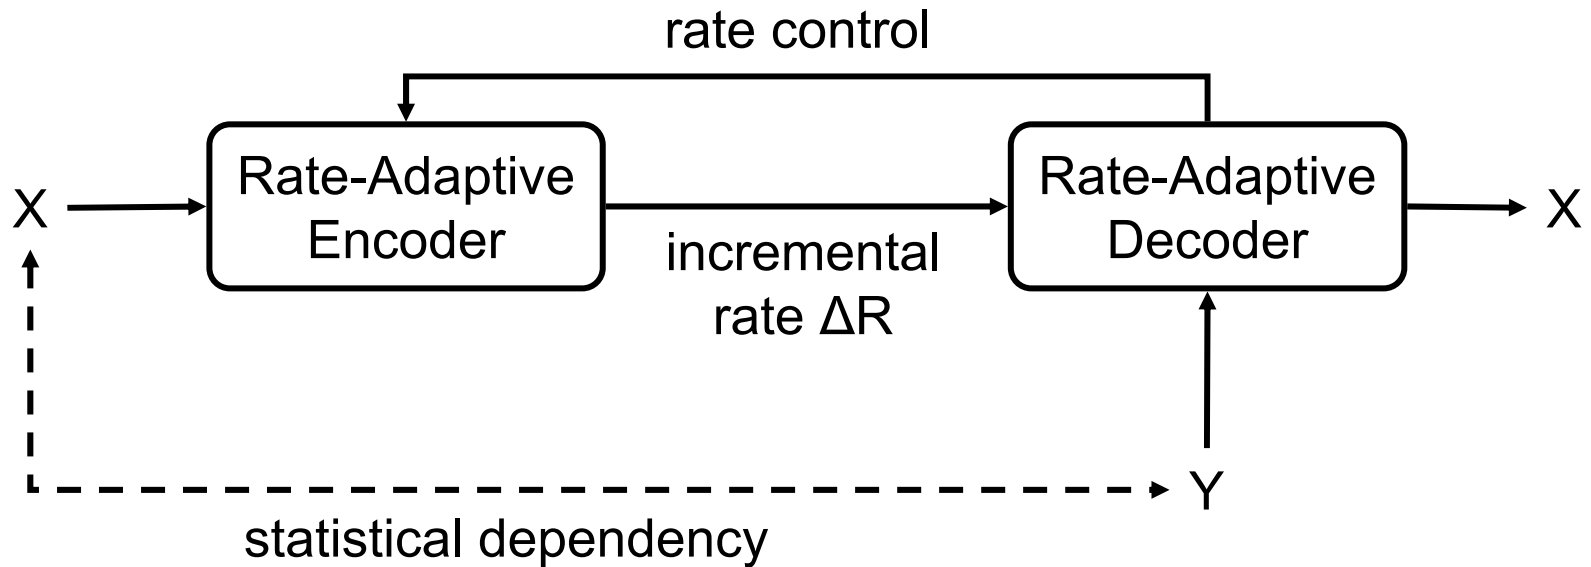 rate control
X
Rate-Adaptive
Encoder
incremental
rate ΔR
Rate-Adaptive
Decoder
X
Y
statistical dependency